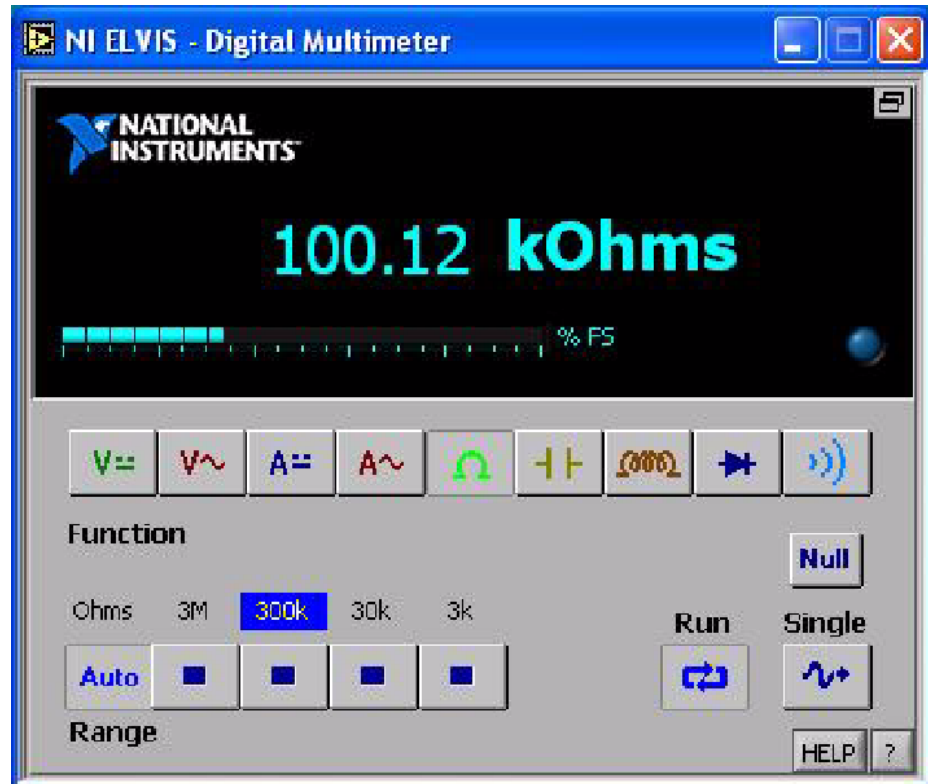 NI ELVIS - Digital Multimeter
NATIONAL
INSTRUMENTS™
100.12 kOhms
% FS
V A A Ω
Function
Null
Ohms 3M 300k 30k 3k
Run Single
Auto
Range
HELP ?